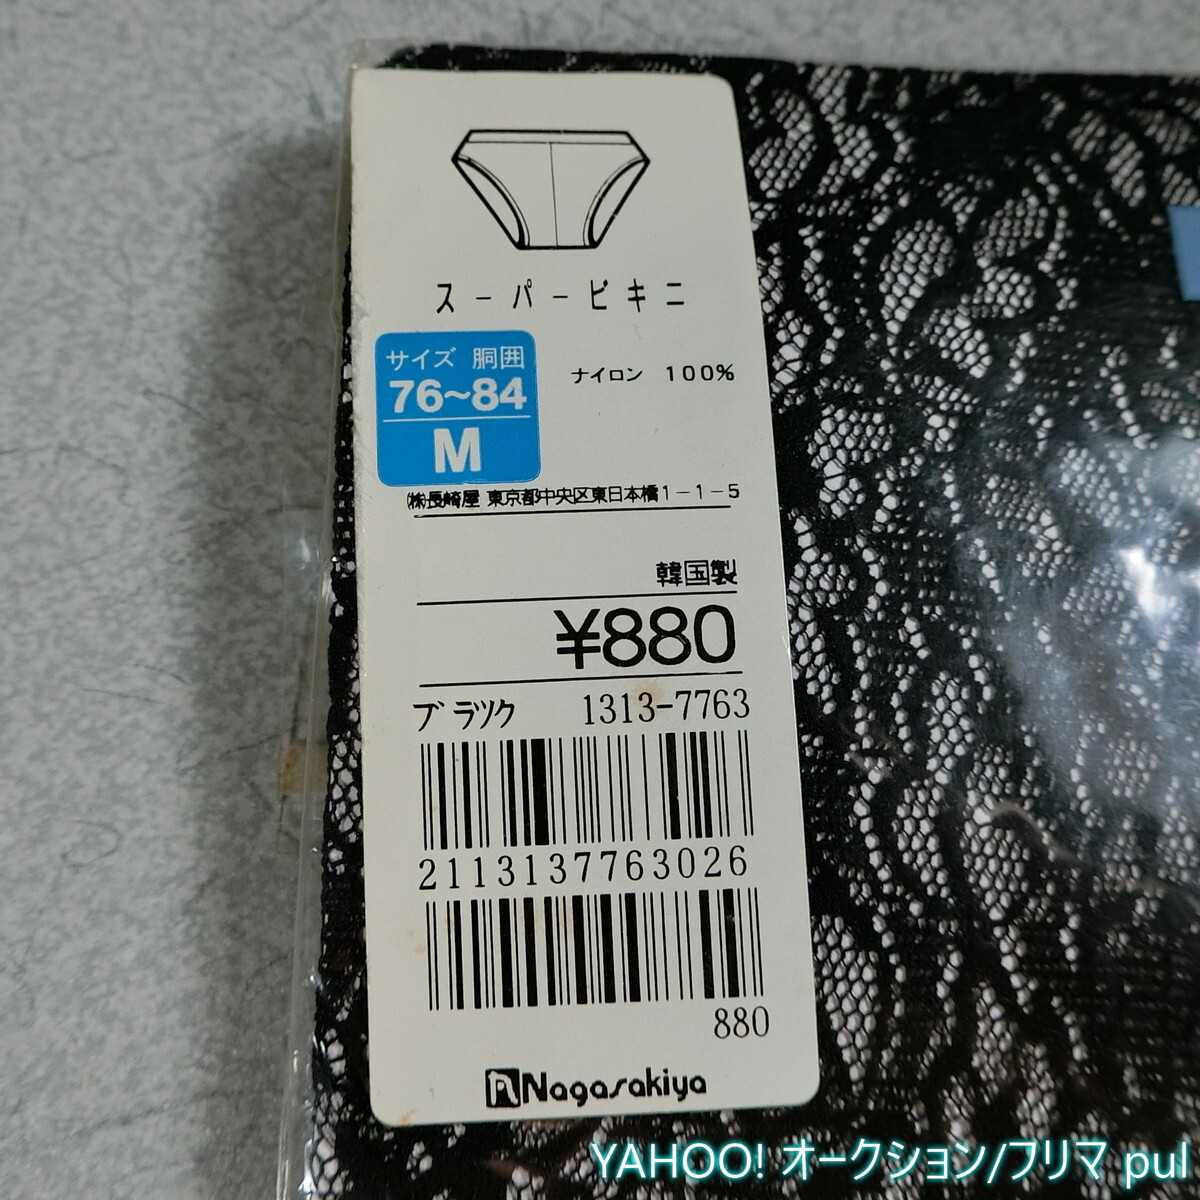 スーパービキニ
サイズ 胴囲
76~84
M
ナイロン 100%
㈱長崎屋 東京都中央区東日本橋1-1-5
韓国製
¥880
ブラツク 1313-7763
2113137763026
880
Nagasakiya
YAHOO! オークション/フリマ pul